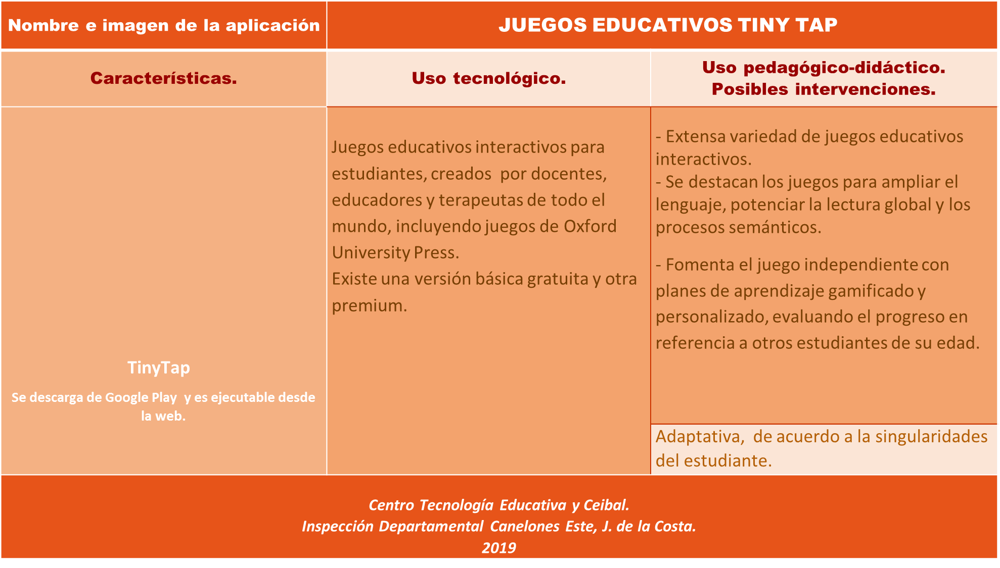 Nombre e imagen de la aplicación
JUEGOS EDUCATIVOS TINY TAP
Características.
Uso tecnológico.
Uso pedagógico-didáctico.
Posibles intervenciones.
TinyTap
Se descarga de Google Play y es ejecutable desde
la web.
Juegos educativos interactivos para
estudiantes, creados por docentes,
educadores y terapeutas de todo el
mundo, incluyendo juegos de Oxford
University Press.
Existe una versión básica gratuita y otra
premium.
- Extensa variedad de juegos educativos
interactivos.
- Se destacan los juegos para ampliar el
lenguaje, potenciar la lectura global y los
procesos semánticos.
- Fomenta el juego independiente con
planes de aprendizaje gamificado y
personalizado, evaluando el progreso en
referencia a otros estudiantes de su edad.
Adaptativa, de acuerdo a la singularidades
del estudiante.
Centro Tecnología Educativa y Ceibal.
Inspección Departamental Canelones Este, J. de la Costa.
2019